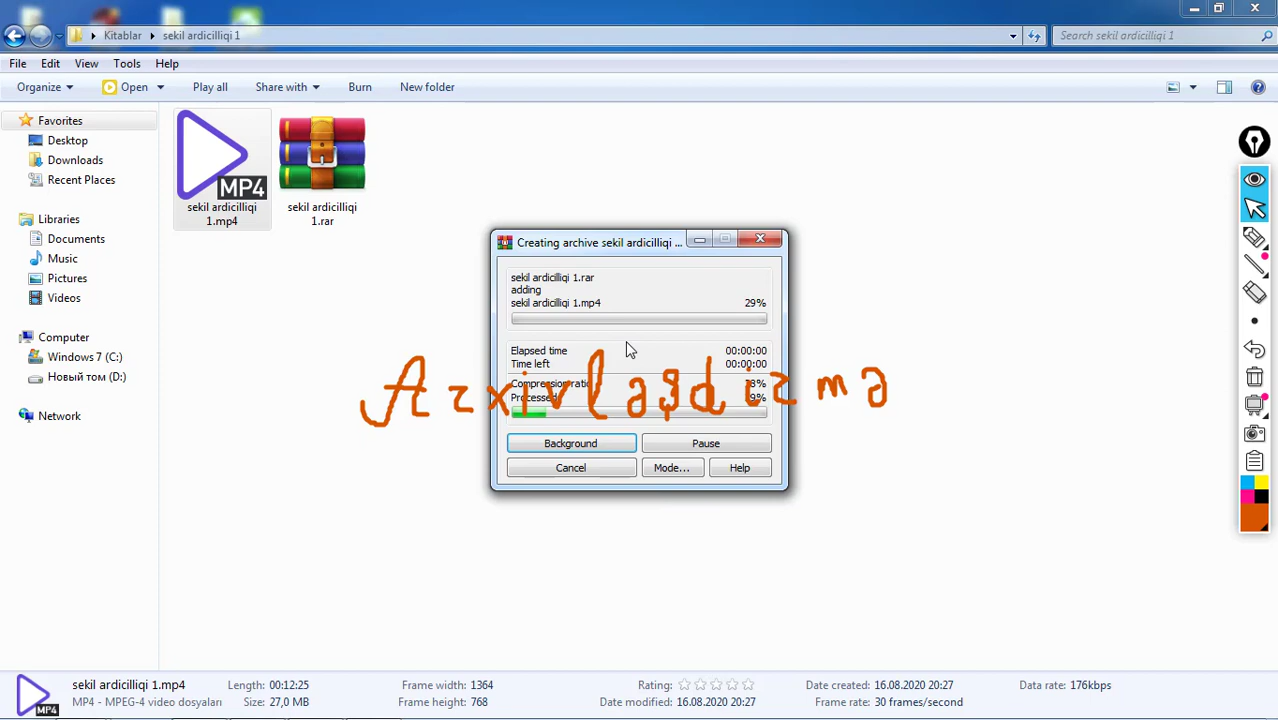 Kitablar
sekil ardicilliqi 1
Search sekil ardicilliqi 1
File Edit View Tools Help
Organize Open Play all Share with Burn New folder
Favorites
Desktop
Downloads
Recent Places
Libraries
Documents
Music
Pictures
Videos
Computer
Windows 7 (C:)
Новый том (D:)
Network
MP4
sekil ardicilliqi
1.mp4
sekil ardicilliqi
1.rar
Creating archive sekil ardicilliqi ...
sekil ardicilliqi 1.rar
adding
sekil ardicilliqi 1.mp4 29%
Elapsed time 00:00:00
Time left 00:00:00
Compression ratio
Processed
Azxivləşdizmə
Background Pause
Cancel Mode... Help
MP4
sekil ardicilliqi 1.mp4 Length: 00:12:25 Frame width: 1364 Rating: Date created: 16.08.2020 20:27 Data rate: 176kbps
MP4 - MPEG-4 video dosyaları Size: 27,0 MB Frame height: 768 Date modified: 16.08.2020 20:27 Frame rate: 30 frames/second